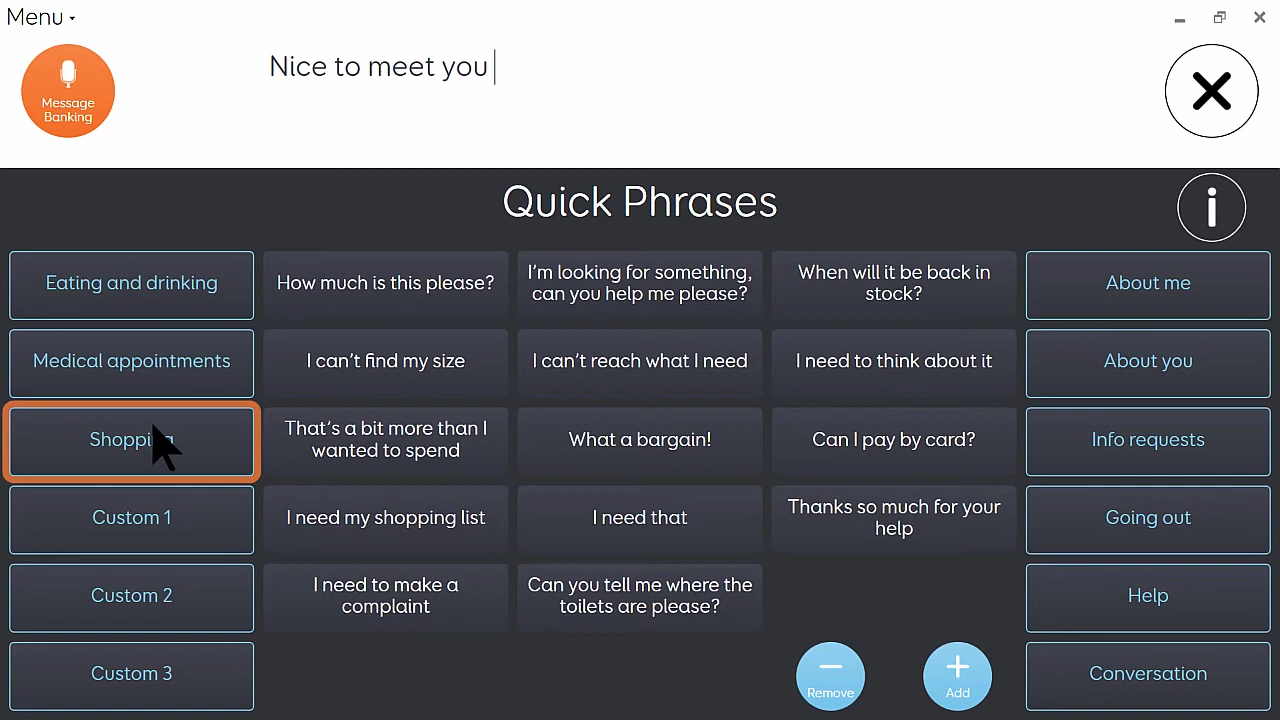 Menu
Message
Banking
Nice to meet you
Quick Phrases
Eating and drinking
How much is this please?
I'm looking for something,
can you help me please?
When will it be back in
stock?
About me
Medical appointments
I can't find my size
I can't reach what I need
I need to think about it
About you
Shopping
That's a bit more than I
wanted to spend
What a bargain!
Can I pay by card?
Info requests
Custom 1
I need my shopping list
I need that
Thanks so much for your
help
Going out
Custom 2
I need to make a
complaint
Can you tell me where the
toilets are please?
Help
Custom 3
Remove
Add
Conversation